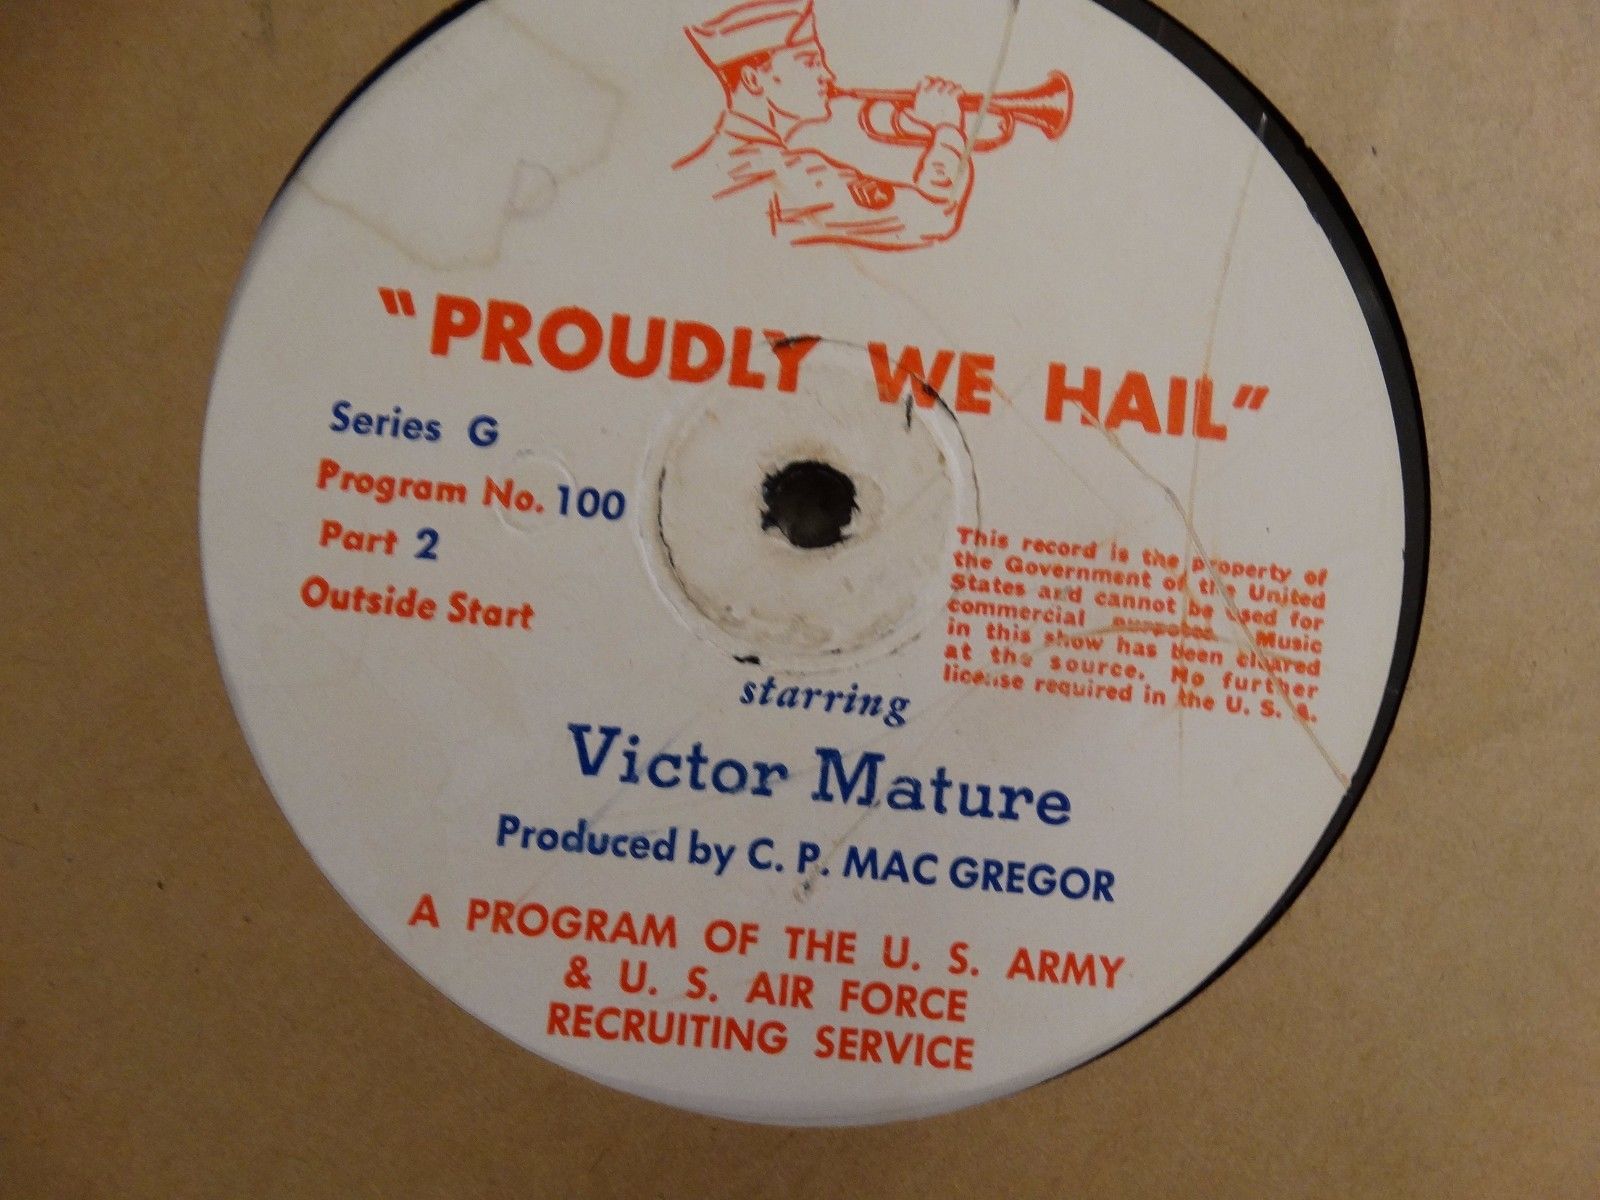 "PROUDLY WE HAIL"
Series G
Program No. 100
Part 2
Outside Start
This record is the property of
the Government of the United
States and cannot be used for
commercial purposes. Music
in this show has been cleared
at the source. No further
license required in the U. S. A.
starring
Victor Mature
Produced by C. P. MAC GREGOR
A PROGRAM OF THE U. S. ARMY
& U. S. AIR FORCE
RECRUITING SERVICE